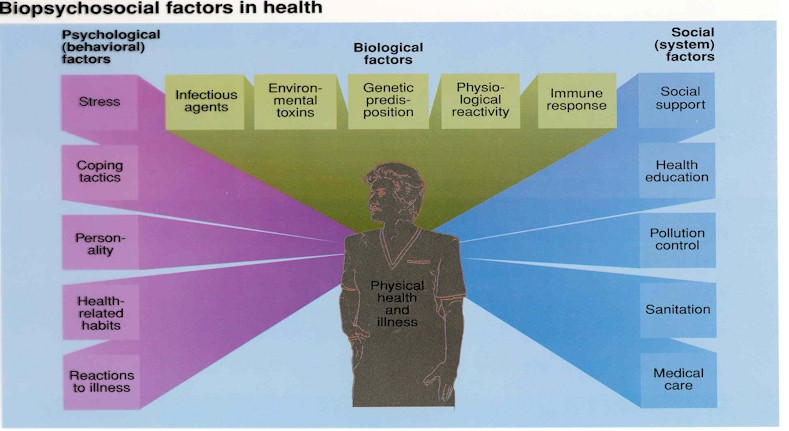 Biopsychosocial factors in health
Psychological
(behavioral)
factors
Biological
factors
Social
(system)
factors
Stress
Infectious
agents
Environ-
mental
toxins
Genetic
predis-
position
Physio-
logical
reactivity
Immune
response
Social
support
Coping
tactics
Health
education
Person-
ality
Pollution
control
Physical
health
and
illness
Health-
related
habits
Sanitation
Reactions
to illness
Medical
care